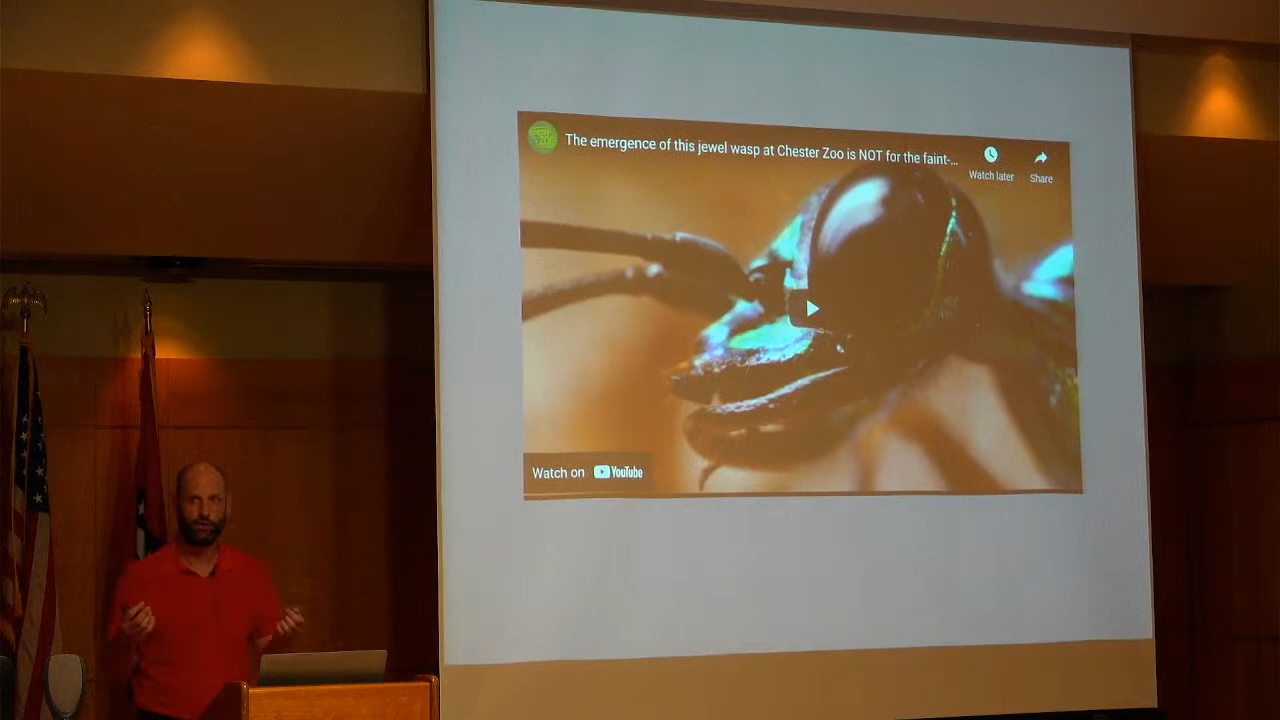 The emergence of this jewel wasp at Chester Zoo is NOT for the faint-...
Watch later
Share
Watch on YouTube